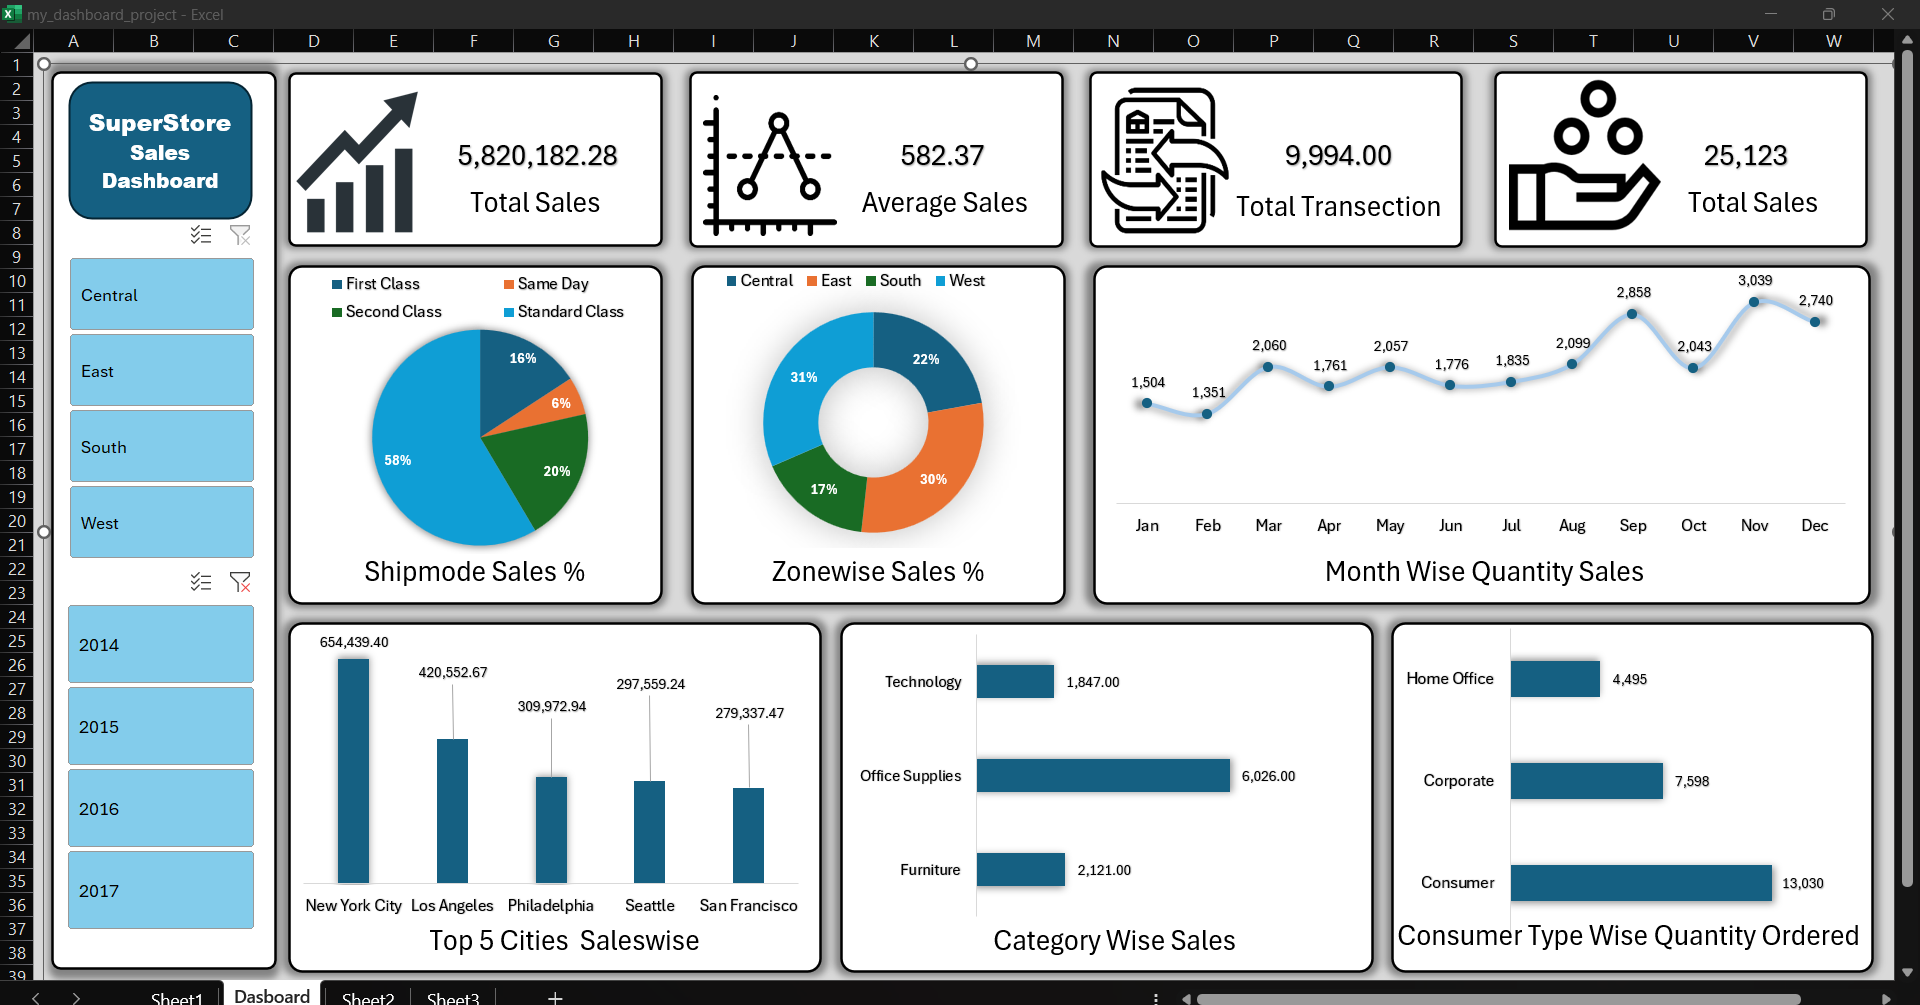 my_dashboard_project - Excel
A B C D E F G H I J K L M N O P Q R S T U V W
1
2
3
4
5
6
7
8
9
10
11
12
13
14
15
16
17
18
19
20
21
22
23
24
25
26
27
28
29
30
31
32
33
34
35
36
37
38
39
SuperStore
Sales
Dashboard
Central
East
South
West
2014
2015
2016
2017
5,820,182.28
Total Sales
582.37
Average Sales
9,994.00
Total Transection
25,123
Total Sales
First Class Same Day
Second Class Standard Class
16%
6%
20%
58%
Shipmode Sales %
Central East South West
22%
30%
17%
31%
Zonewise Sales %
1,504 1,351 2,060 1,761 2,057 1,776 1,835 2,099 2,858 2,043 3,039 2,740
Jan Feb Mar Apr May Jun Jul Aug Sep Oct Nov Dec
Month Wise Quantity Sales
654,439.40 420,552.67 309,972.94 297,559.24 279,337.47
New York City Los Angeles Philadelphia Seattle San Francisco
Top 5 Cities Saleswise
Technology 1,847.00
Office Supplies 6,026.00
Furniture 2,121.00
Category Wise Sales
Home Office 4,495
Corporate 7,598
Consumer 13,030
Consumer Type Wise Quantity Ordered
Sheet1 Dasboard Sheet2 Sheet3